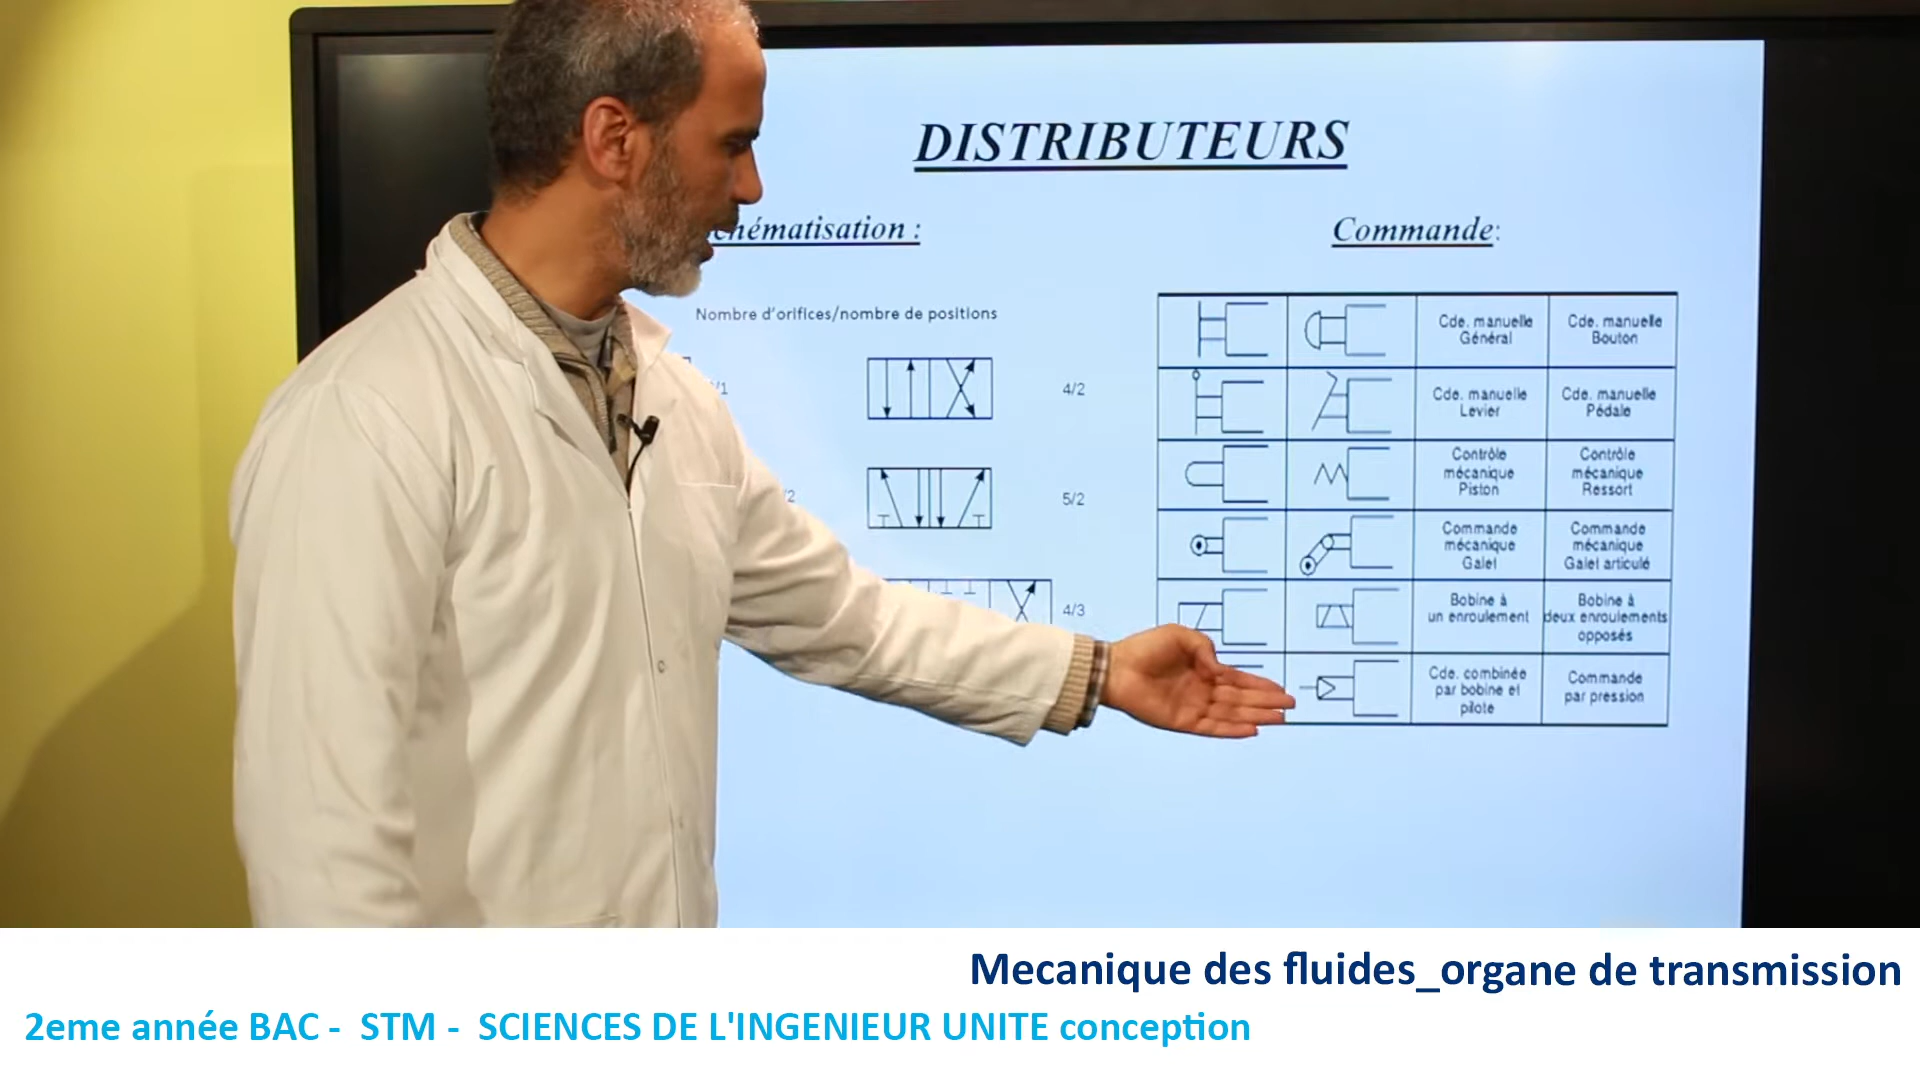 DISTRIBUTEURS
Schématisation :
Commande:
Nombre d'orifices/nombre de positions
/1
4/2
/2
5/2
4/3
Cde. manuelle
Général
Cde. manuelle
Bouton
Cde. manuelle
Levier
Cde. manuelle
Pédale
Contrôle
mécanique
Piston
Contrôle
mécanique
Ressort
Commande
mécanique
Galet
Commande
mécanique
Galet articulé
Bobine à
un enroulement
Bobine à
deux enroulements
opposés
Cde. combinée
par bobine et
pilote
Commande
par pression
Mecanique des fluides_organe de transmission
2eme année BAC - STM - SCIENCES DE L'INGENIEUR UNITE conception